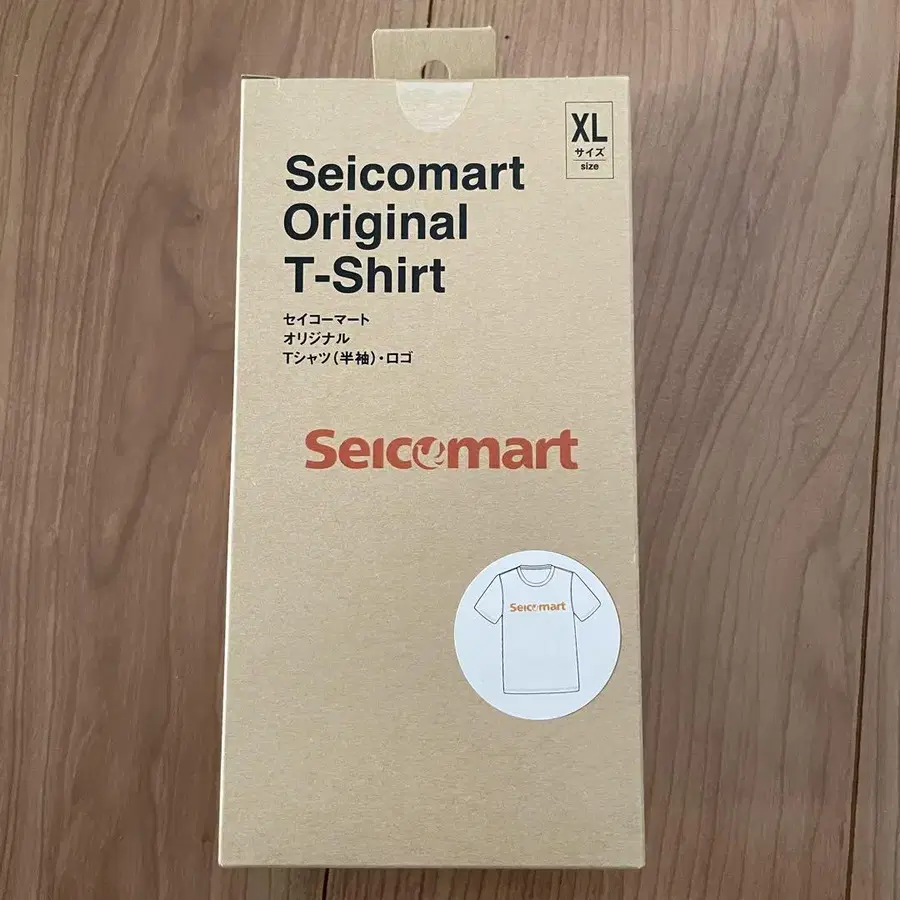 XL
サイズ
size
Seicomart
Original
T-Shirt
セイコーマート
オリジナル
Tシャツ(半袖)・ロゴ
Seicomart
Seicomart